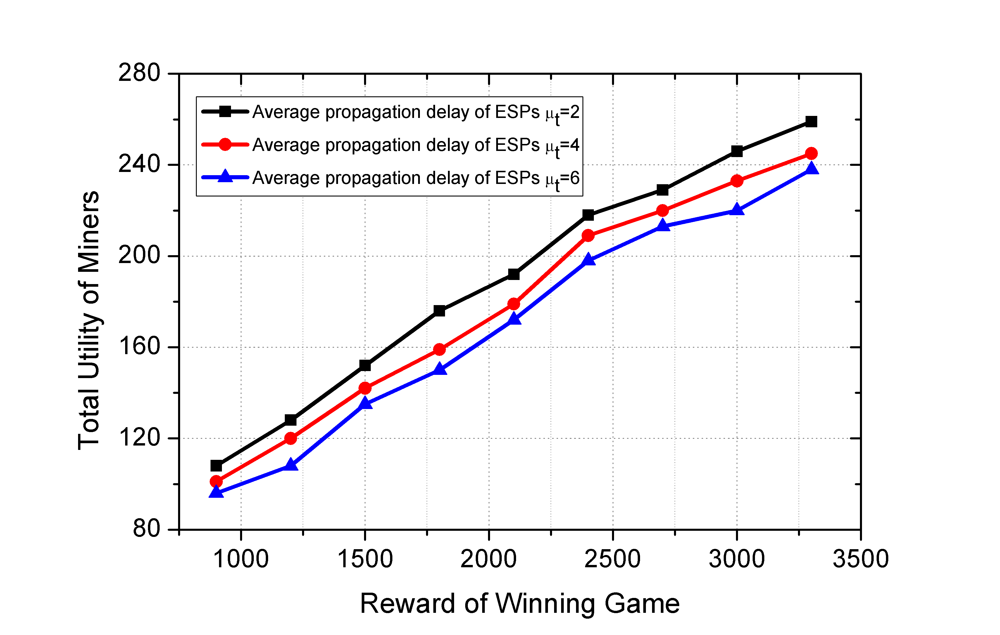 280
240
200
160
120
80
Total Utility of Miners
Average propagation delay of ESPs μt=2
Average propagation delay of ESPs μt=4
Average propagation delay of ESPs μt=6
1000 1500 2000 2500 3000 3500
Reward of Winning Game